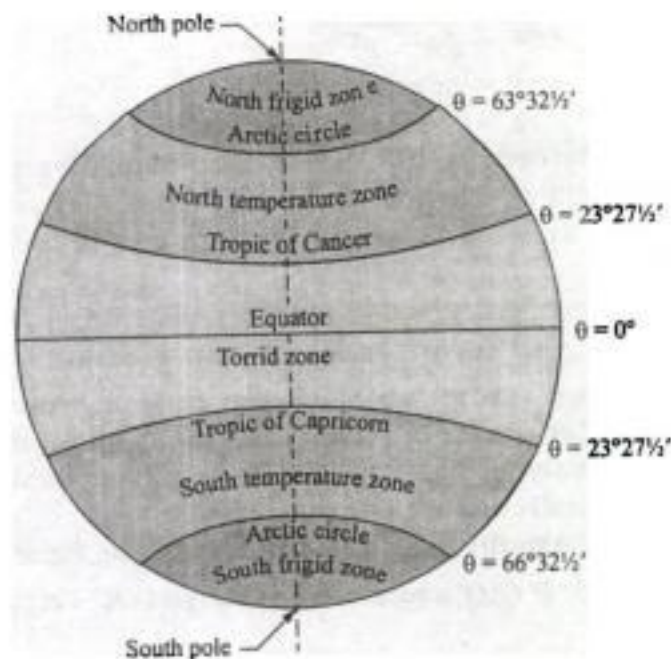 North pole
North frigid zone
θ = 63°32½′
Arctic circle
North temperature zone
θ = 23°27½′
Tropic of Cancer
Equator
θ = 0°
Torrid zone
Tropic of Capricorn
θ = 23°27½′
South temperature zone
Arctic circle
θ = 66°32½′
South frigid zone
South pole